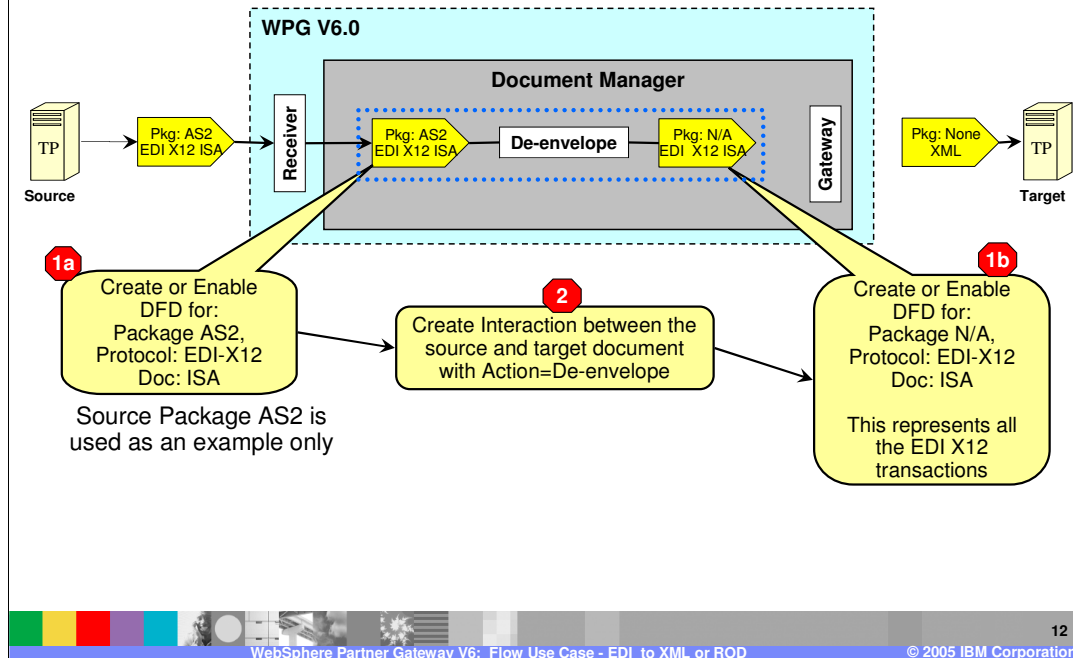 WPG V6.0
Document Manager
TP
Source
Pkg: AS2
EDI X12 ISA
Receiver
Pkg: AS2
EDI X12 ISA
De-envelope
Pkg: N/A
EDI X12 ISA
Gateway
Pkg: None
XML
TP
Target
1a
Create or Enable
DFD for:
Package AS2,
Protocol: EDI-X12
Doc: ISA
Source Package AS2 is
used as an example only
2
Create Interaction between the
source and target document
with Action=De-envelope
1b
Create or Enable
DFD for:
Package N/A,
Protocol: EDI-X12
Doc: ISA
This represents all
the EDI X12
transactions
12
WebSphere Partner Gateway V6: Flow Use Case - EDI to XML or ROD
© 2005 IBM Corporation